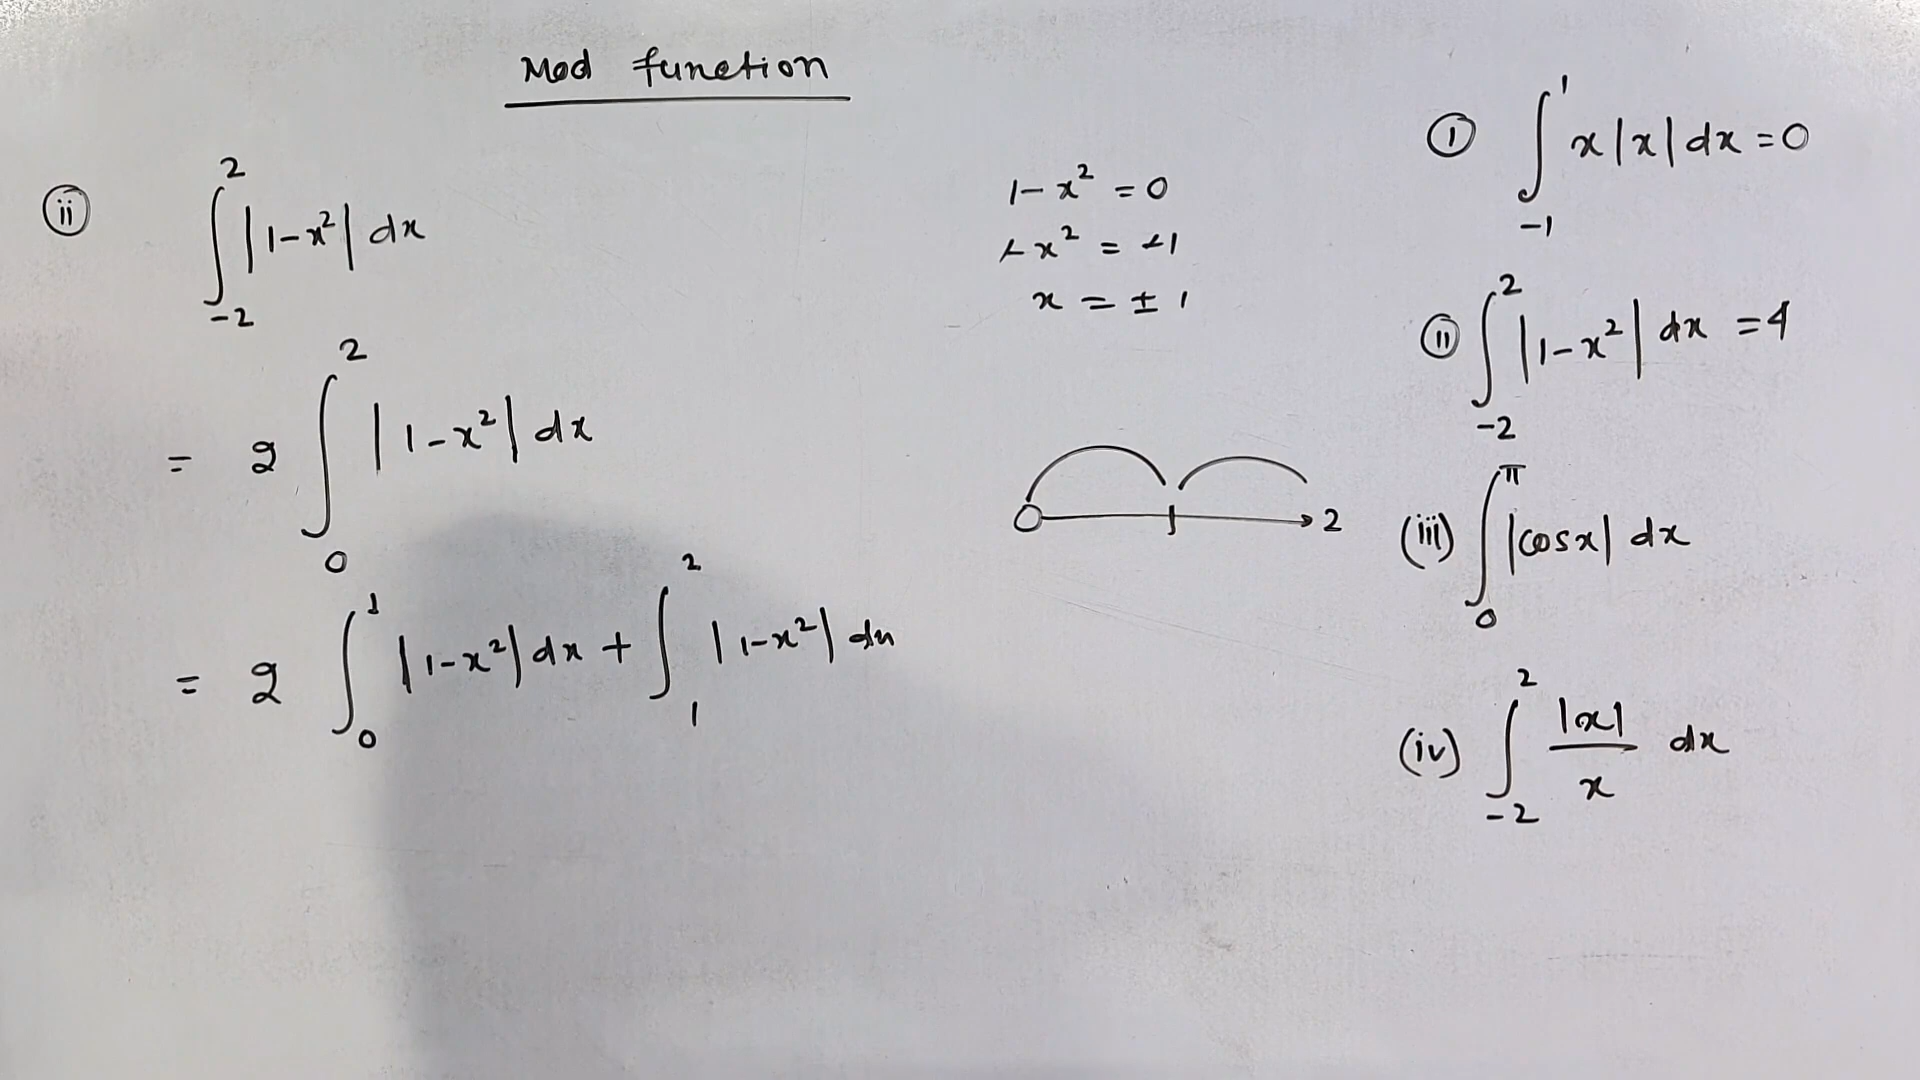 Mod function
(ii) ∫_{-2}^{2} |1-x²| dx
= 2 ∫_{0}^{2} |1-x²| dx
= 2 ∫_{0}^{1} |1-x²| dx + ∫_{1}^{2} |1-x²| dx
1-x² = 0
-x² = -1
x = ±1
0 1 2
(i) ∫_{-1}^{1} x|x| dx = 0
(ii) ∫_{-2}^{2} |1-x²| dx = 4
(iii) ∫_{0}^{π} |cosx| dx
(iv) ∫_{-2}^{2} |x|/x dx